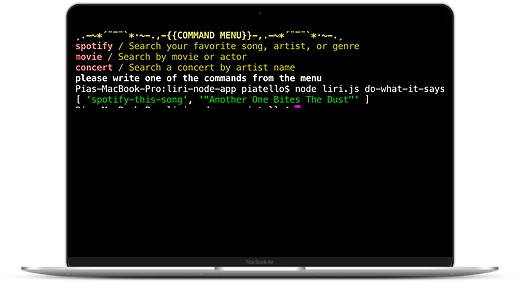 ¸.·~*´¨¯¨`*·~-.¸-{{COMMAND MENU}}-,.-~*´¨¯¨`*·~-.¸
spotify / Search your favorite song, artist, or genre
movie / Search by movie or actor
concert / Search a concert by artist name
please write one of the commands from the menu
Pias-MacBook-Pro:liri-node-app piatello$ node liri.js do-what-it-says
[ 'spotify-this-song', '"Another One Bites The Dust"' ]
MacBook Air